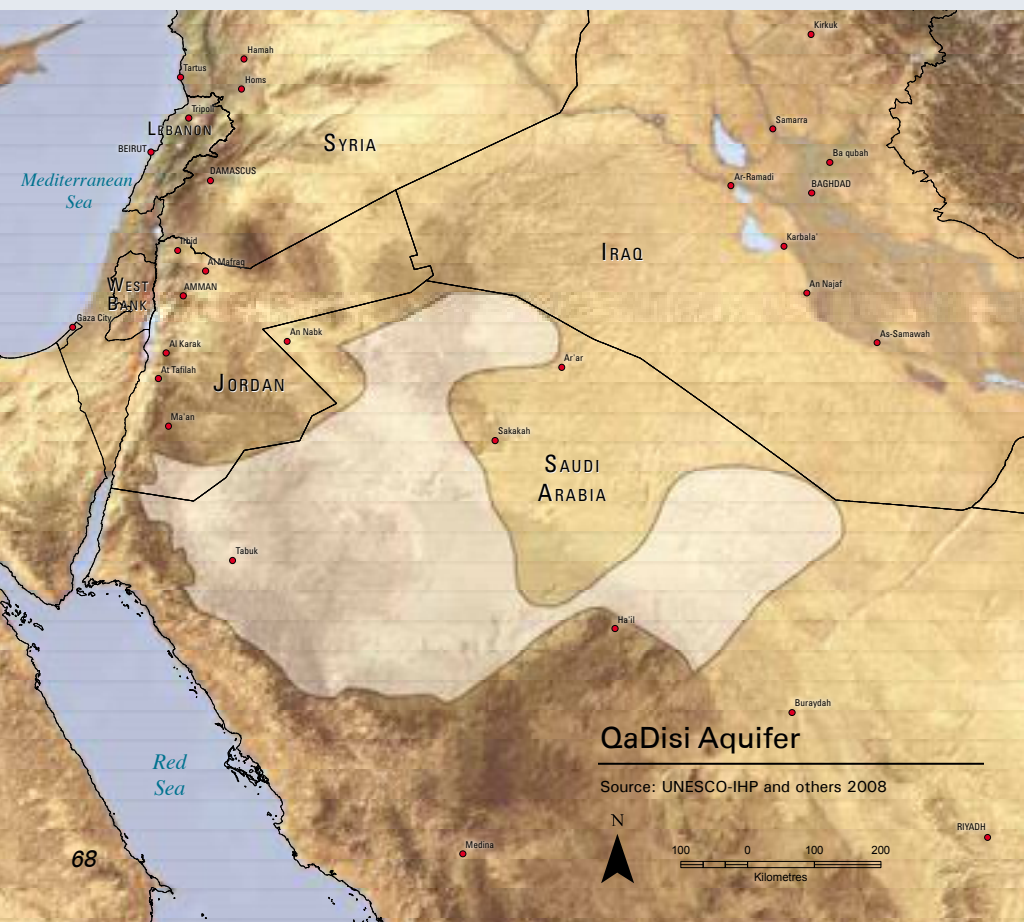 Kirkuk
Hamah
Tartus
Homs
Tripoli
LEBANON
Samarra
SYRIA
BEIRUT
Ba qubah
DAMASCUS
Ar-Ramadi
BAGHDAD
Mediterranean
Sea
Karbala'
Irbid
IRAQ
Al Mafraq
An Najaf
WEST
BANK
AMMAN
Gaza City
An Nabk
As-Samawah
Al Karak
Ar'ar
At Tafilah
JORDAN
Ma'an
Sakakah
SAUDI
ARABIA
Tabuk
Ha'il
Buraydah
QaDisi Aquifer
Source: UNESCO-IHP and others 2008
Red
Sea
N
RIYADH
Medina
68
100 0 100 200
Kilometres